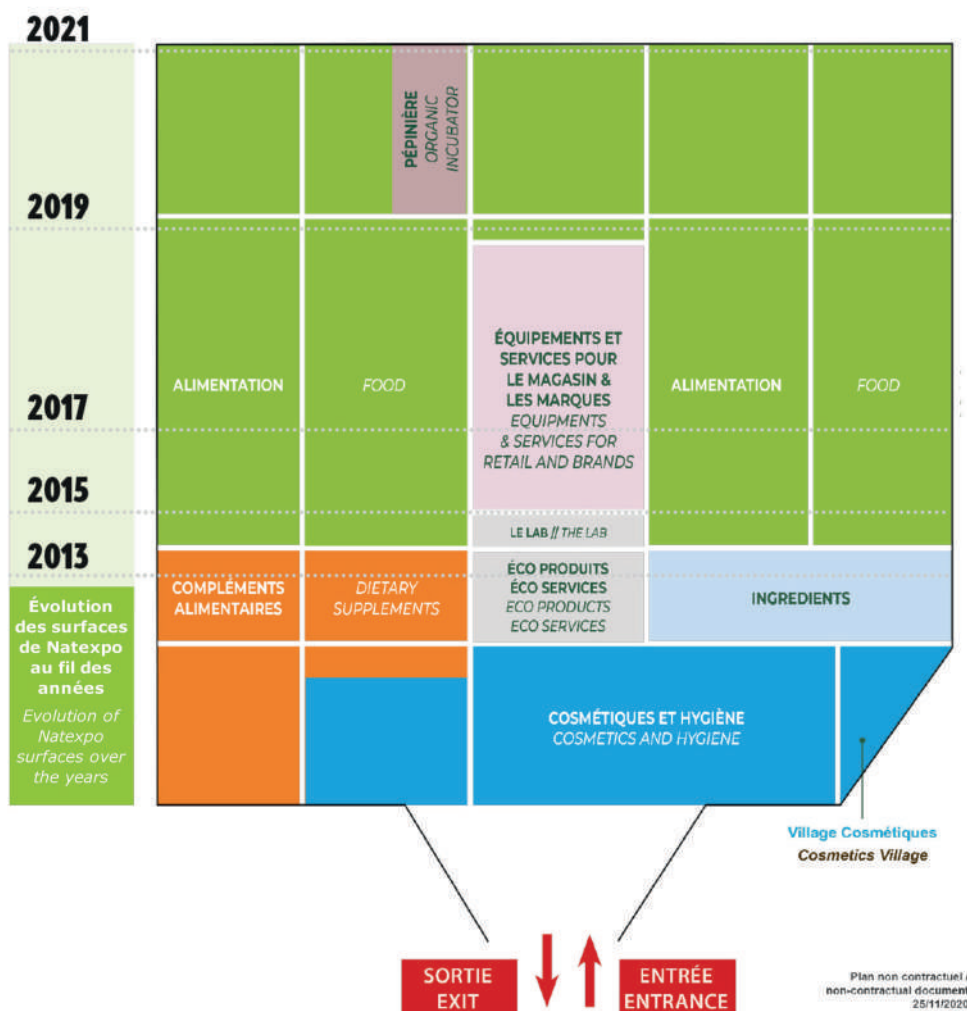 2021
PÉPINIÈRE
ORGANIC
INCUBATOR
2019
ÉQUIPEMENTS ET
SERVICES POUR
LE MAGASIN &
LES MARQUES
EQUIPMENTS
& SERVICES FOR
RETAIL AND BRANDS
ALIMENTATION
FOOD
ALIMENTATION
FOOD
2017
2015
LE LAB // THE LAB
2013
COMPLÉMENTS
ALIMENTAIRES
DIETARY
SUPPLEMENTS
ÉCO PRODUITS
ÉCO SERVICES
ECO PRODUCTS
ECO SERVICES
INGREDIENTS
Évolution
des surfaces
de Natexpo
au fil des
années
Evolution of
Natexpo
surfaces over
the years
COSMÉTIQUES ET HYGIÈNE
COSMETICS AND HYGIENE
Village Cosmétiques
Cosmetics Village
SORTIE
EXIT
ENTRÉE
ENTRANCE
Plan non contractuel /
non-contractual document
25/11/2020